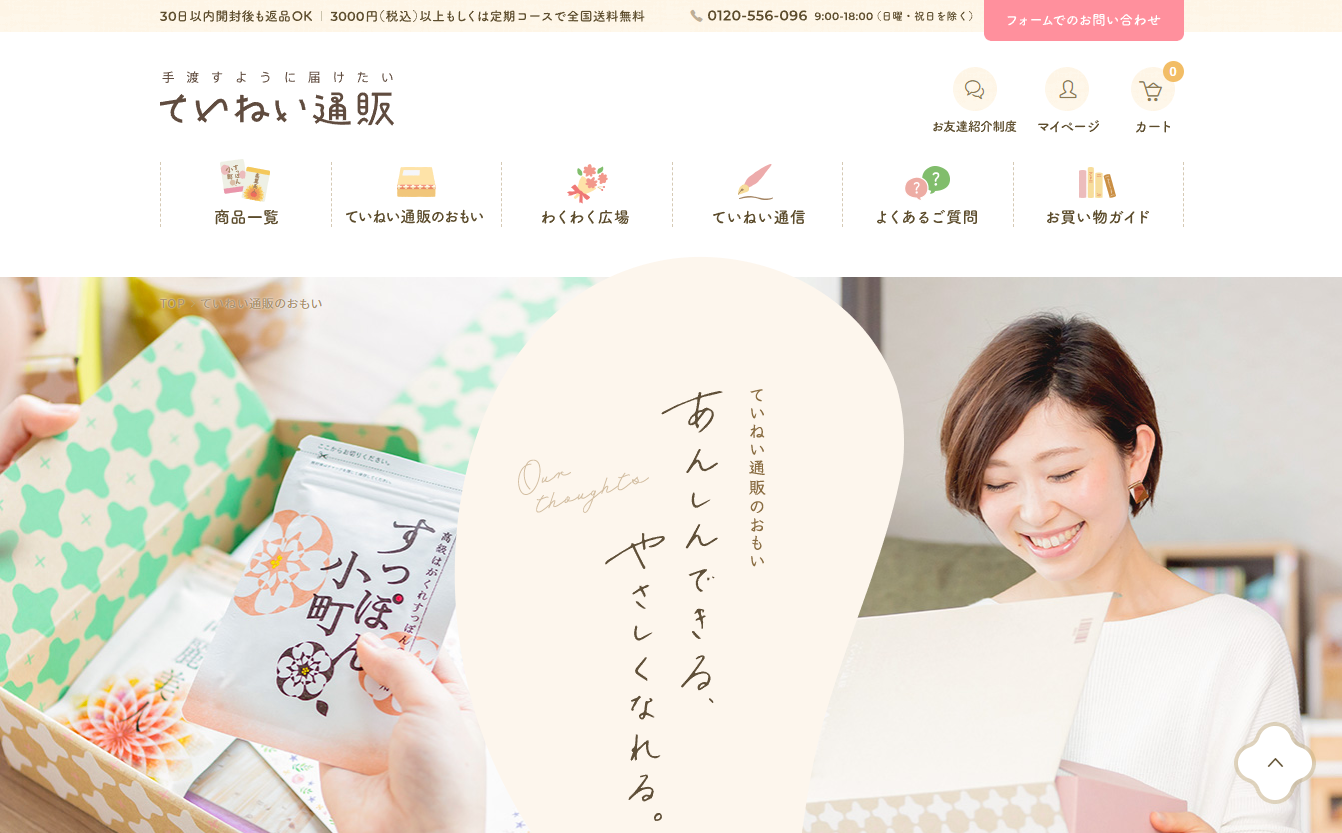 30日以内開封後も返品OK
3000円（税込）以上もしくは定期コースで全国送料無料
0120-556-096 9:00-18:00（日曜・祝日を除く）
フォームでのお問い合わせ
手渡すように届けたい
ていねい通販
お友達紹介制度
マイページ
0
カート
商品一覧
ていねい通販のおもい
わくわく広場
ていねい通信
よくあるご質問
お買い物ガイド
TOP
ていねい通販のおもい
ていねい通販のおもい
あんしんできる、
やさしくなれる。
Our
thoughts
ここからお切りください。
高級はがくれすっぽん
すっぽん
小町